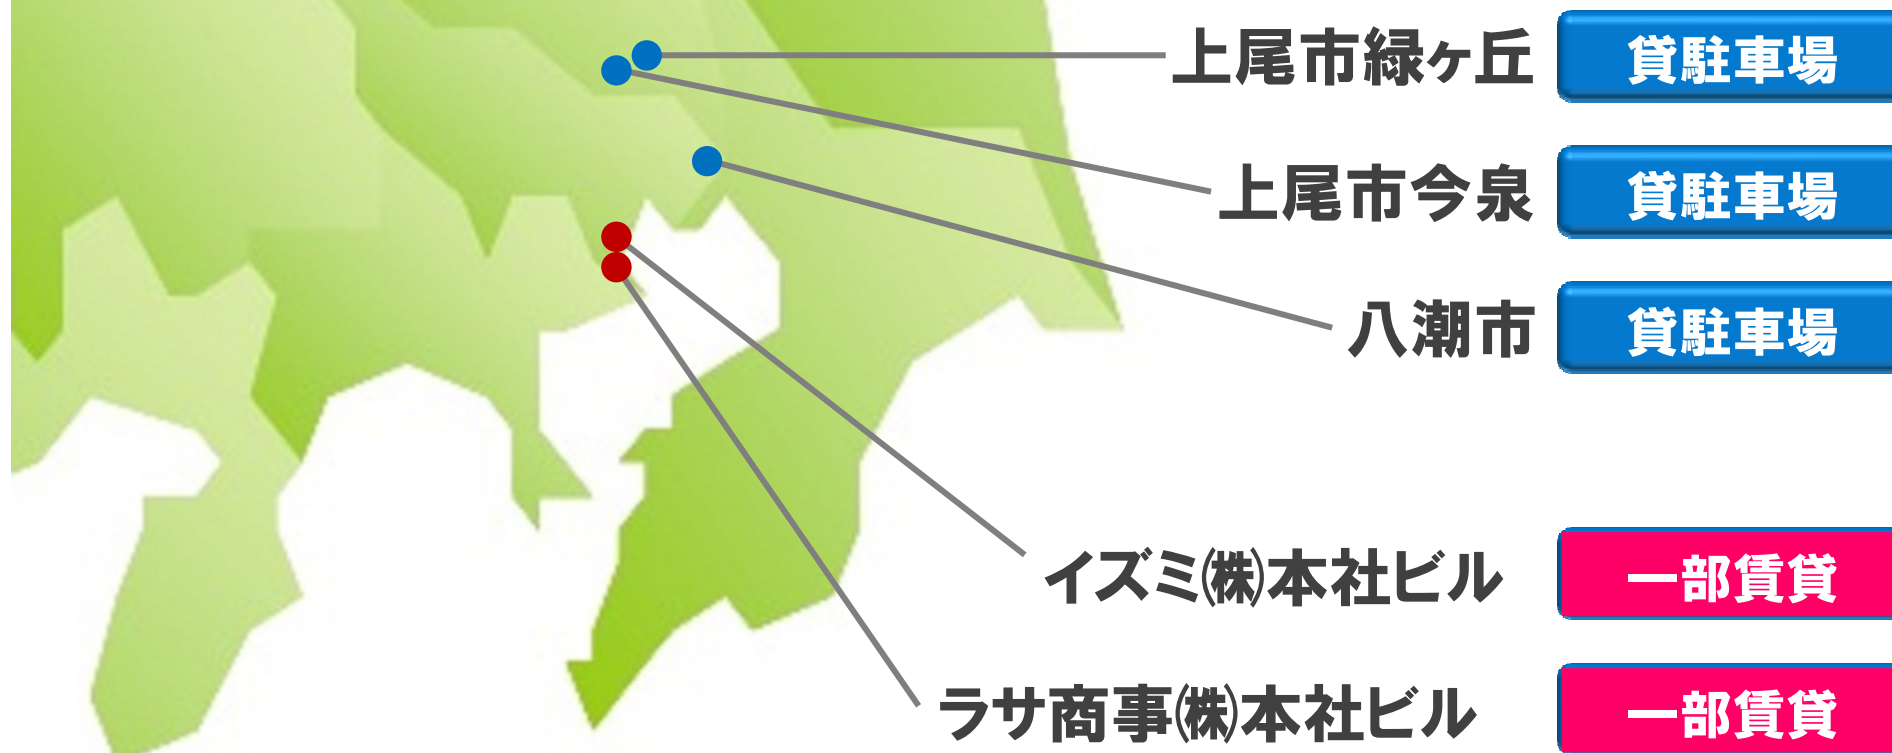 上尾市緑ヶ丘 貸駐車場
上尾市今泉 貸駐車場
八潮市 貸駐車場
イズミ㈱本社ビル 一部賃貸
ラサ商事㈱本社ビル 一部賃貸